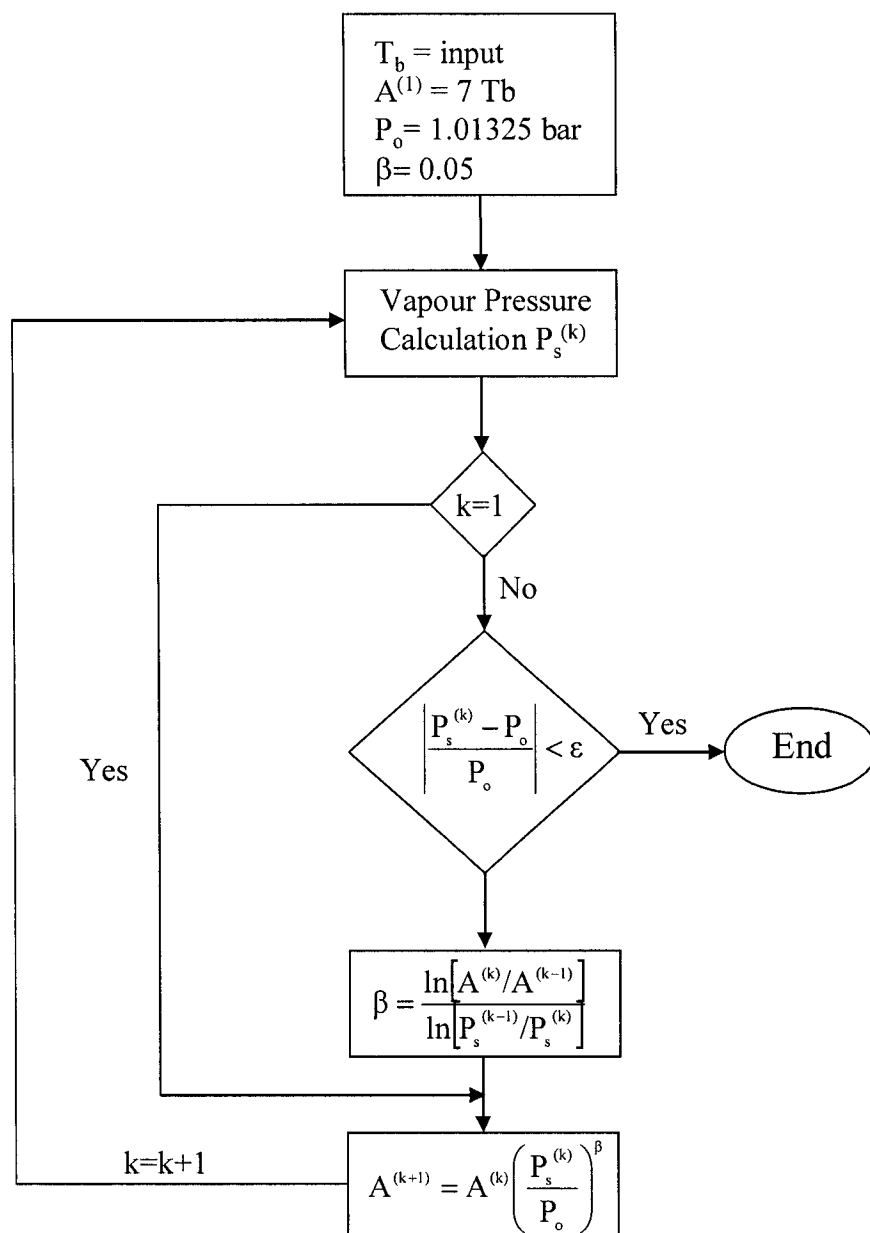 T_b = input
A^(1) = 7 Tb
P_o= 1.01325 bar
β= 0.05
Vapour Pressure
Calculation P_s^(k)
k=1
No
Yes
|(P_s^(k) − P_o)/P_o| < ε
Yes
End
β = ln[A^(k)/A^(k−1)]/ln[P_s^(k−1)/P_s^(k)]
k=k+1
A^(k+1) = A^(k)(P_s^(k)/P_o)^β